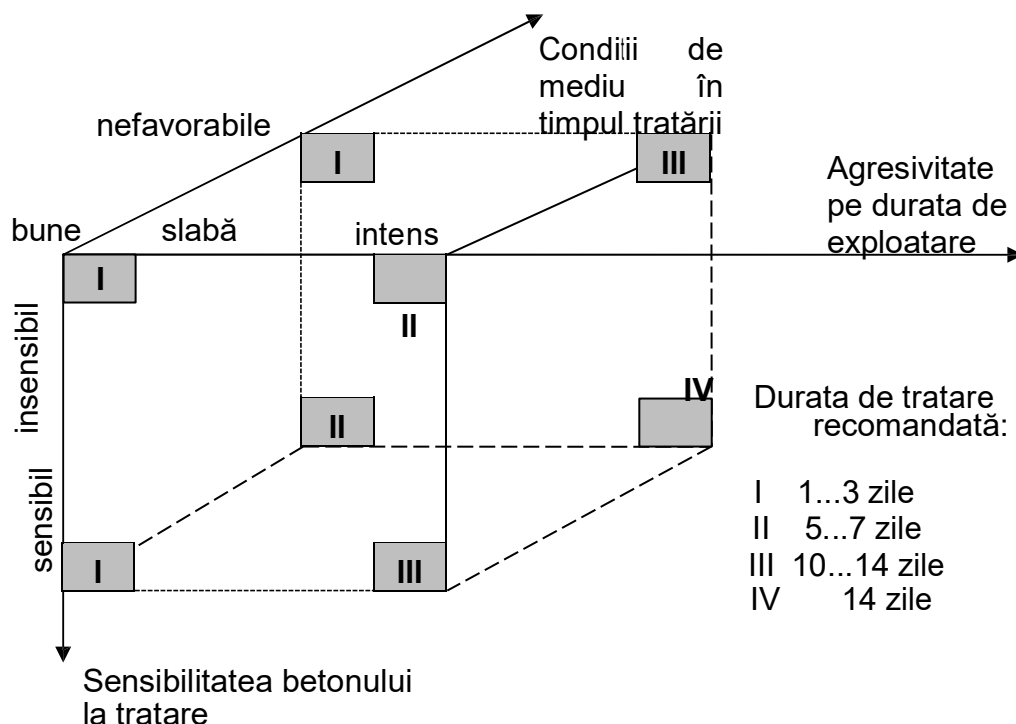 Condiții de
mediu în
timpul tratării
nefavorabile
I
III
Agresivitate
pe durata de
exploatare
bune
slabă
intens
I
II
insensibil
II
IV
Durata de tratare
recomandată:
I 1...3 zile
II 5...7 zile
III 10...14 zile
IV 14 zile
sensibil
I
III
Sensibilitatea betonului
la tratare